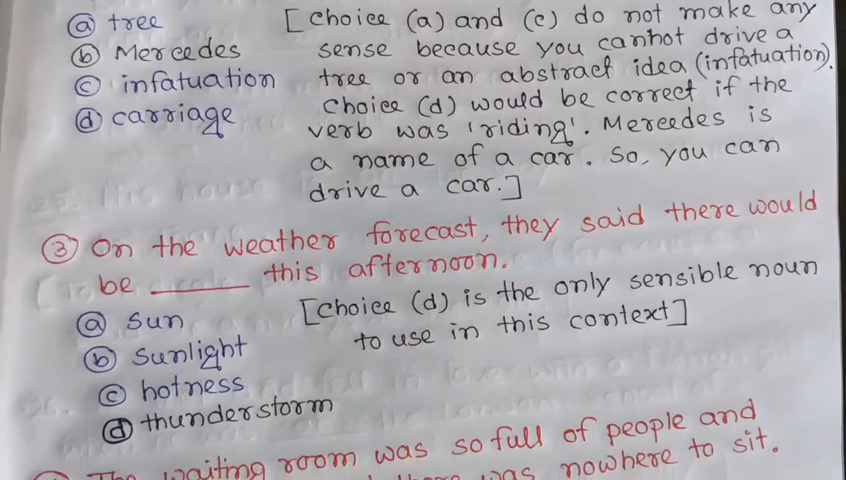 ⓐ tree [Choice (a) and (c) do not make any
ⓑ Mercedes sense because you cannot drive a
ⓒ infatuation tree or an abstract idea (infatuation).
ⓓ carriage Choice (d) would be correct if the
verb was 'riding'. Mercedes is
a name of a car. So, you can
drive a car.]
③ On the weather forecast, they said there would
be ______ this afternoon.
ⓐ sun [Choice (d) is the only sensible noun
ⓑ sunlight to use in this context]
ⓒ hotness
ⓓ thunderstorm
The waiting room was so full of people and
was nowhere to sit.